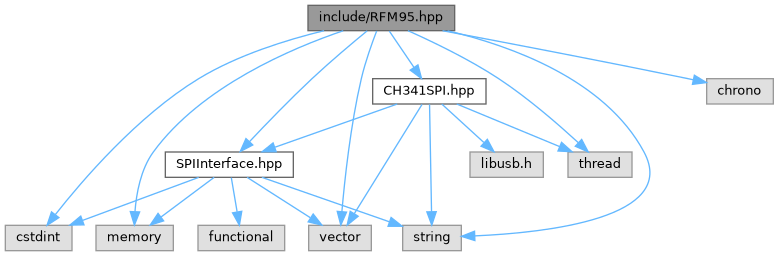 include/RFM95.hpp
CH341SPI.hpp
chrono
SPIInterface.hpp
libusb.h
thread
cstdint
memory
functional
vector
string